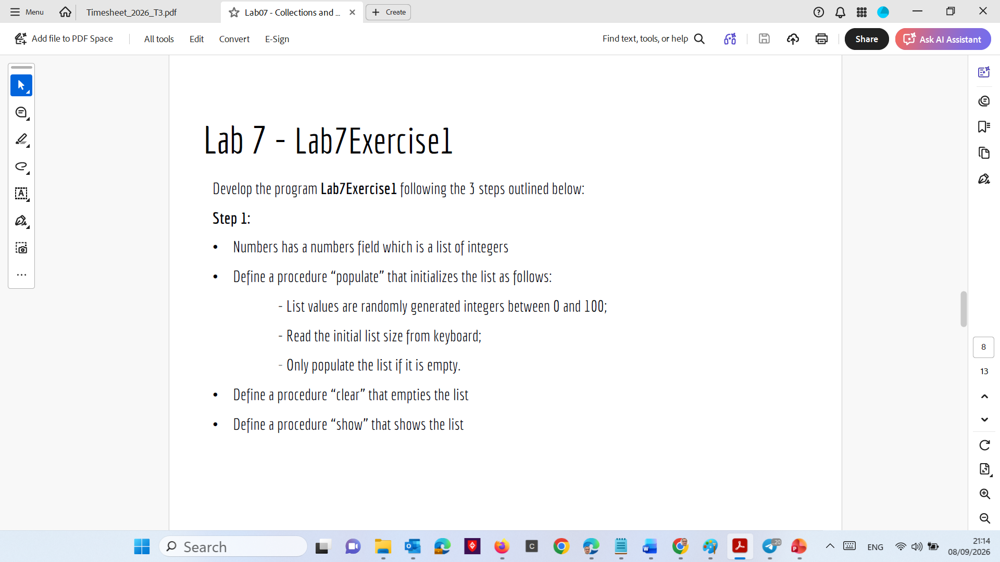 Menu
Timesheet_2026_T3.pdf
Lab07 - Collections and ...
Create
Add file to PDF Space
All tools
Edit
Convert
E-Sign
Find text, tools, or help
Share
Ask AI Assistant
Lab 7 - Lab7Exercise1
Develop the program Lab7Exercise1 following the 3 steps outlined below:
Step 1:
• Numbers has a numbers field which is a list of integers
• Define a procedure “populate” that initializes the list as follows:
- List values are randomly generated integers between 0 and 100;
- Read the initial list size from keyboard;
- Only populate the list if it is empty.
• Define a procedure “clear” that empties the list
• Define a procedure “show” that shows the list
8
13
Search
ENG
21:14
08/09/2026